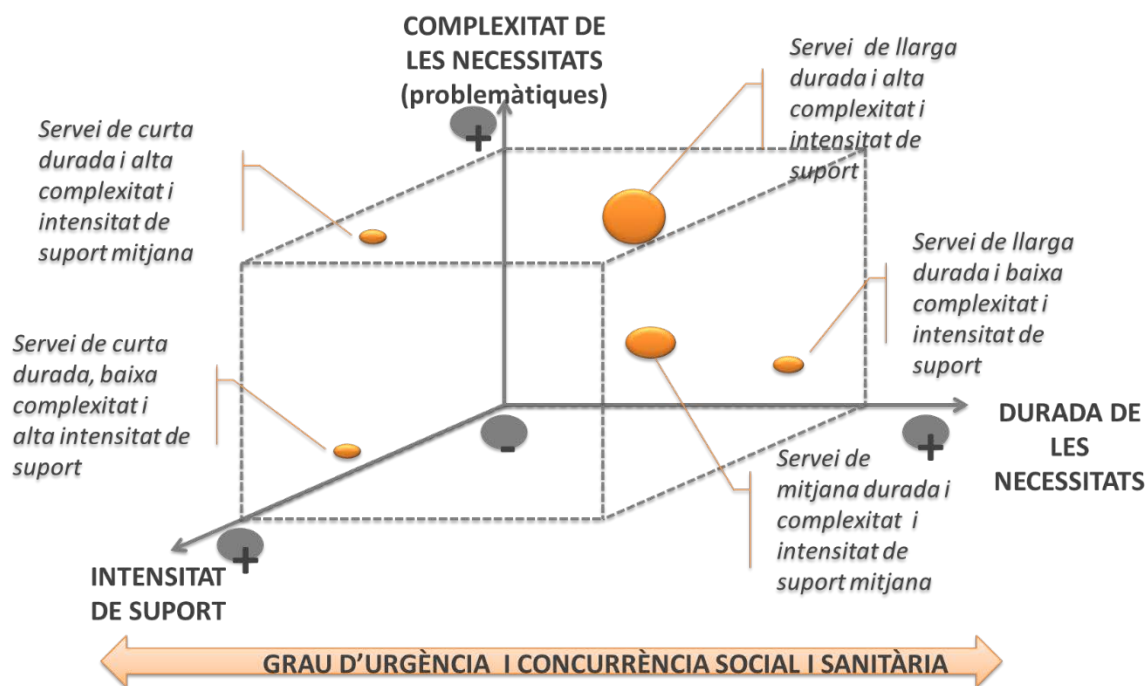 COMPLEXITAT DE
LES NECESSITATS
(problemàtiques)
+
Servei de llarga
durada i alta
complexitat i
intensitat de
suport
Servei de curta
durada i alta
complexitat i
intensitat de
suport mitjana
Servei de llarga
durada i baixa
complexitat i
intensitat de
suport
Servei de curta
durada, baixa
complexitat i
alta intensitat de
suport
-
+
DURADA DE
LES
NECESSITATS
Servei de
mitjana durada i
complexitat i
intensitat de
suport mitjana
+
INTENSITAT
DE SUPORT
GRAU D’URGÈNCIA I CONCURRÈNCIA SOCIAL I SANITÀRIA